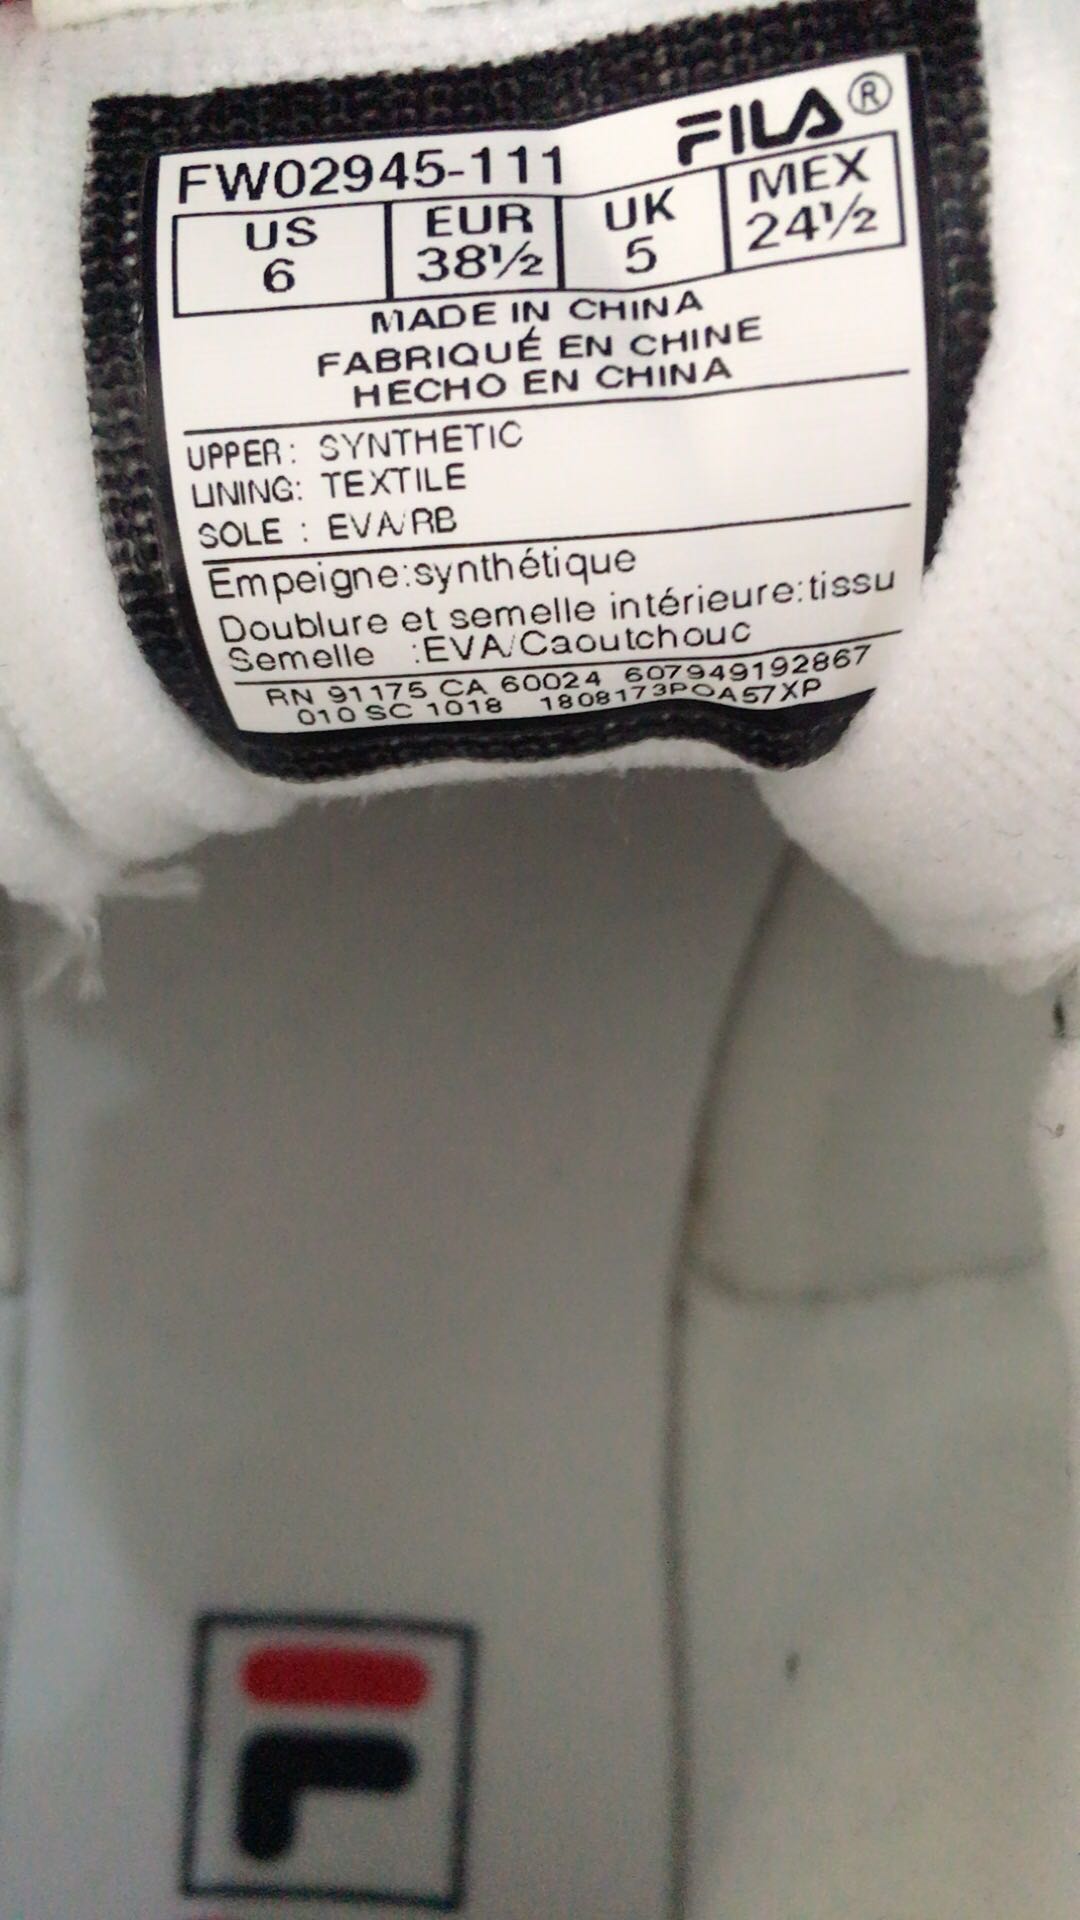 FILA®
FW02945-111
US EUR UK MEX
6 38½ 5 24½
MADE IN CHINA
FABRIQUÉ EN CHINE
HECHO EN CHINA
UPPER: SYNTHETIC
LINING: TEXTILE
SOLE : EVA/RB
Empeigne:synthétique
Doublure et semelle intérieure:tissu
Semelle :EVA/Caoutchouc
RN 91175 CA 60024 607949192867
010 SC 1018 1808173POA57XP
F